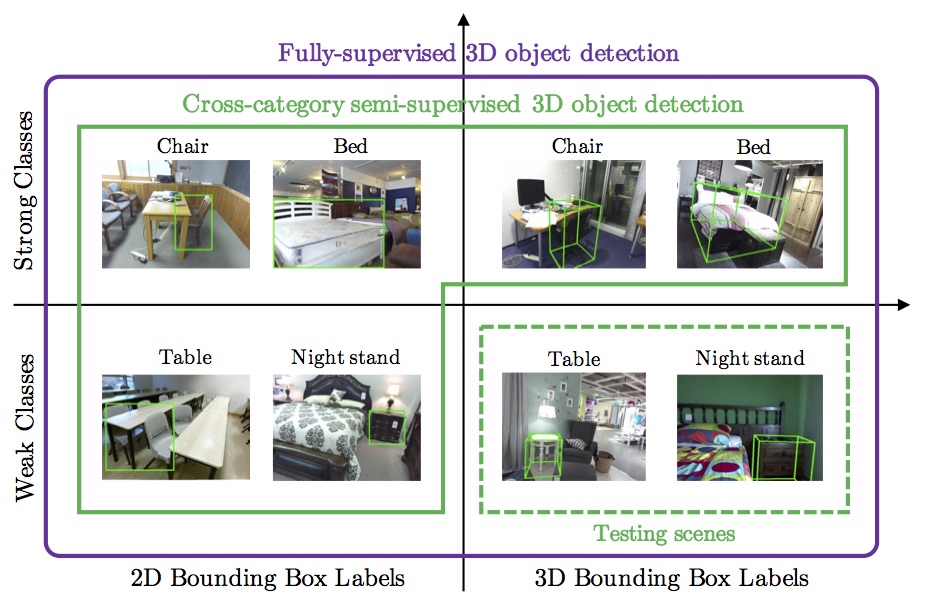 Fully-supervised 3D object detection
Cross-category semi-supervised 3D object detection
Strong Classes
Chair
Bed
Chair
Bed
Weak Classes
Table
Night stand
Table
Night stand
Testing scenes
2D Bounding Box Labels
3D Bounding Box Labels